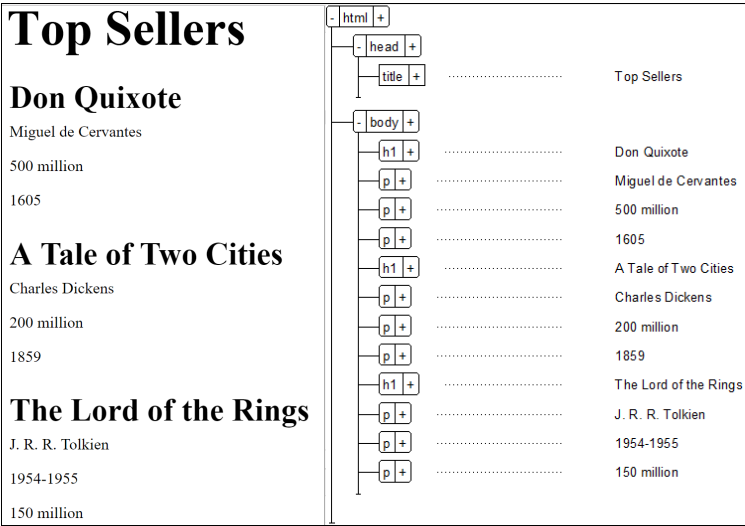 Top Sellers
Don Quixote
Miguel de Cervantes
500 million
1605
A Tale of Two Cities
Charles Dickens
200 million
1859
The Lord of the Rings
J. R. R. Tolkien
1954-1955
150 million
- html +
- head +
title + Top Sellers
- body +
h1 + Don Quixote
p + Miguel de Cervantes
p + 500 million
p + 1605
h1 + A Tale of Two Cities
p + Charles Dickens
p + 200 million
p + 1859
h1 + The Lord of the Rings
p + J. R. R. Tolkien
p + 1954-1955
p + 150 million